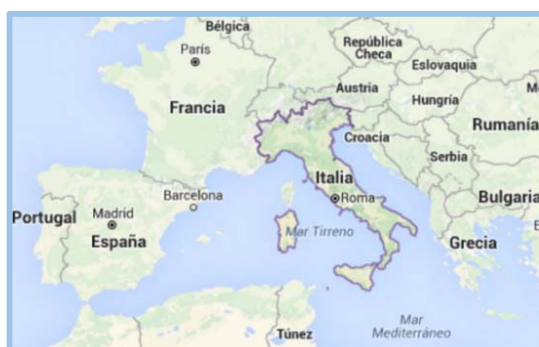 Bélgica
París
República
Checa
Eslovaquia
Austria
Francia
Hungría
Rumanía
Croacia
Serbia
Italia
Roma
Barcelona
Bulgaria
Portugal
Madrid
España
Mar Tirreno
Grecia
Túnez
Mar
Mediterráneo